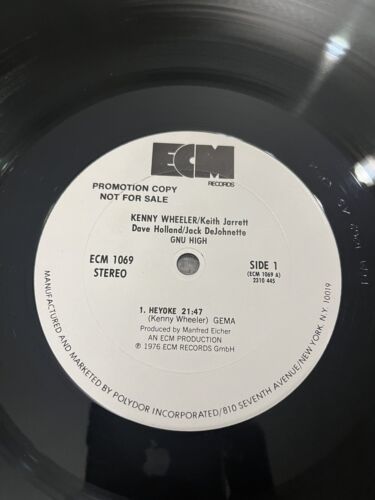 ECM
RECORDS
PROMOTION COPY
NOT FOR SALE
KENNY WHEELER/Keith Jarrett
Dave Holland/Jack DeJohnette
GNU HIGH
ECM 1069
STEREO
SIDE 1
(ECM 1069 A)
2310 445
1. HEYOKE 21:47
(Kenny Wheeler) GEMA
Produced by Manfred Eicher
AN ECM PRODUCTION
℗ 1976 ECM RECORDS GmbH
MANUFACTURED AND MARKETED BY POLYDOR INCORPORATED/810 SEVENTH AVENUE/NEW YORK, N.Y. 10019